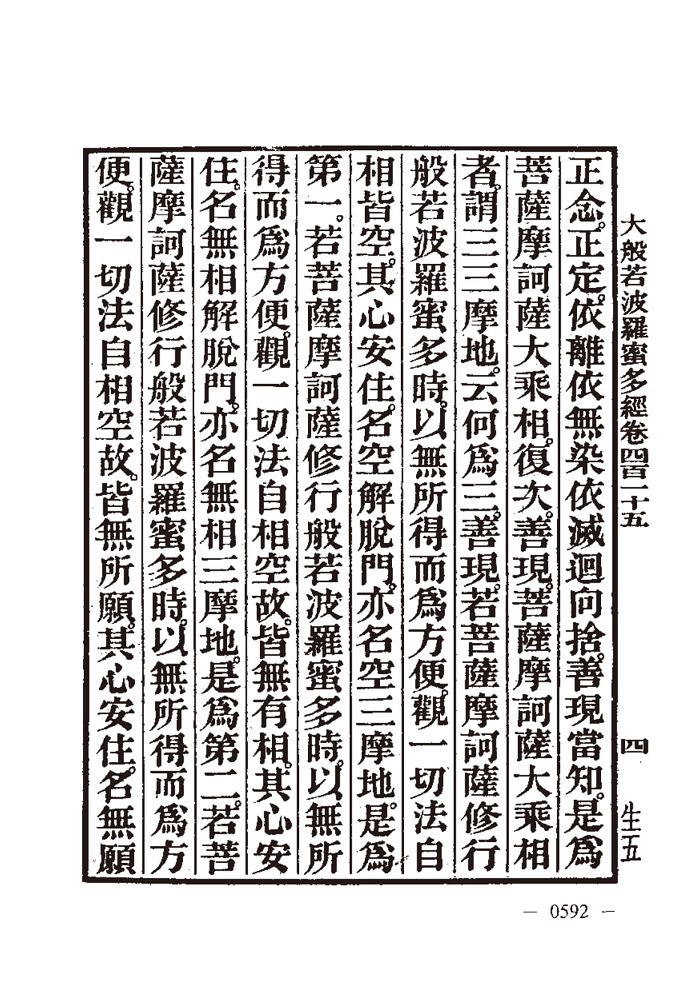 大般若波羅蜜多經卷四百一十五
四
生五
正念。正定。依離依無染依滅迴向捨。善現當知。是為
菩薩摩訶薩大乘相。復次。善現。菩薩摩訶薩大乘相
者。謂三三摩地。云何為三。善現。若菩薩摩訶薩修行
般若波羅蜜多時。以無所得而為方便。觀一切法自
相皆空。其心安住。名空解脫門。亦名空三摩地。是為
第一。若菩薩摩訶薩修行般若波羅蜜多時。以無所
得而為方便。觀一切法自相空故。皆無有相。其心安
住。名無相解脫門。亦名無相三摩地。是為第二。若菩
薩摩訶薩修行般若波羅蜜多時。以無所得而為方
便。觀一切法自相空故。皆無所願。其心安住。名無願
— 0592 —